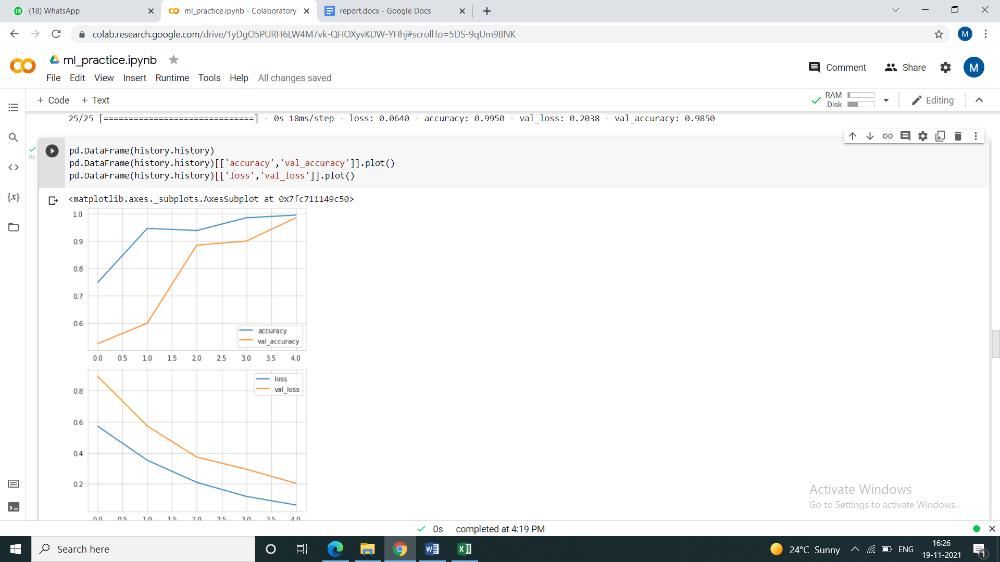 (18) WhatsApp
ml_practice.ipynb - Colaboratory
report.docx - Google Docs
colab.research.google.com/drive/1yDgO5PURH6LW4M7vk-QHOXyvKDW-YHhj#scrollTo=5DS-9qUm9BNK
M
ml_practice.ipynb
Comment
Share
M
File Edit View Insert Runtime Tools Help All changes saved
+ Code + Text
RAM
Disk
Editing
25/25 [==============================] - 0s 18ms/step - loss: 0.0640 - accuracy: 0.9950 - val_loss: 0.2038 - val_accuracy: 0.9850
0s
pd.DataFrame(history.history)
pd.DataFrame(history.history)[['accuracy','val_accuracy']].plot()
pd.DataFrame(history.history)[['loss','val_loss']].plot()
{x}
<matplotlib.axes._subplots.AxesSubplot at 0x7fc711149c50>
1.0
0.9
0.8
0.7
0.6
accuracy
val_accuracy
0.0 0.5 1.0 1.5 2.0 2.5 3.0 3.5 4.0
loss
val_loss
0.8
0.6
0.4
0.2
0.0 0.5 1.0 1.5 2.0 2.5 3.0 3.5 4.0
Activate Windows
Go to Settings to activate Windows.
0s completed at 4:19 PM
Search here
24°C Sunny
ENG
16:26
19-11-2021
1